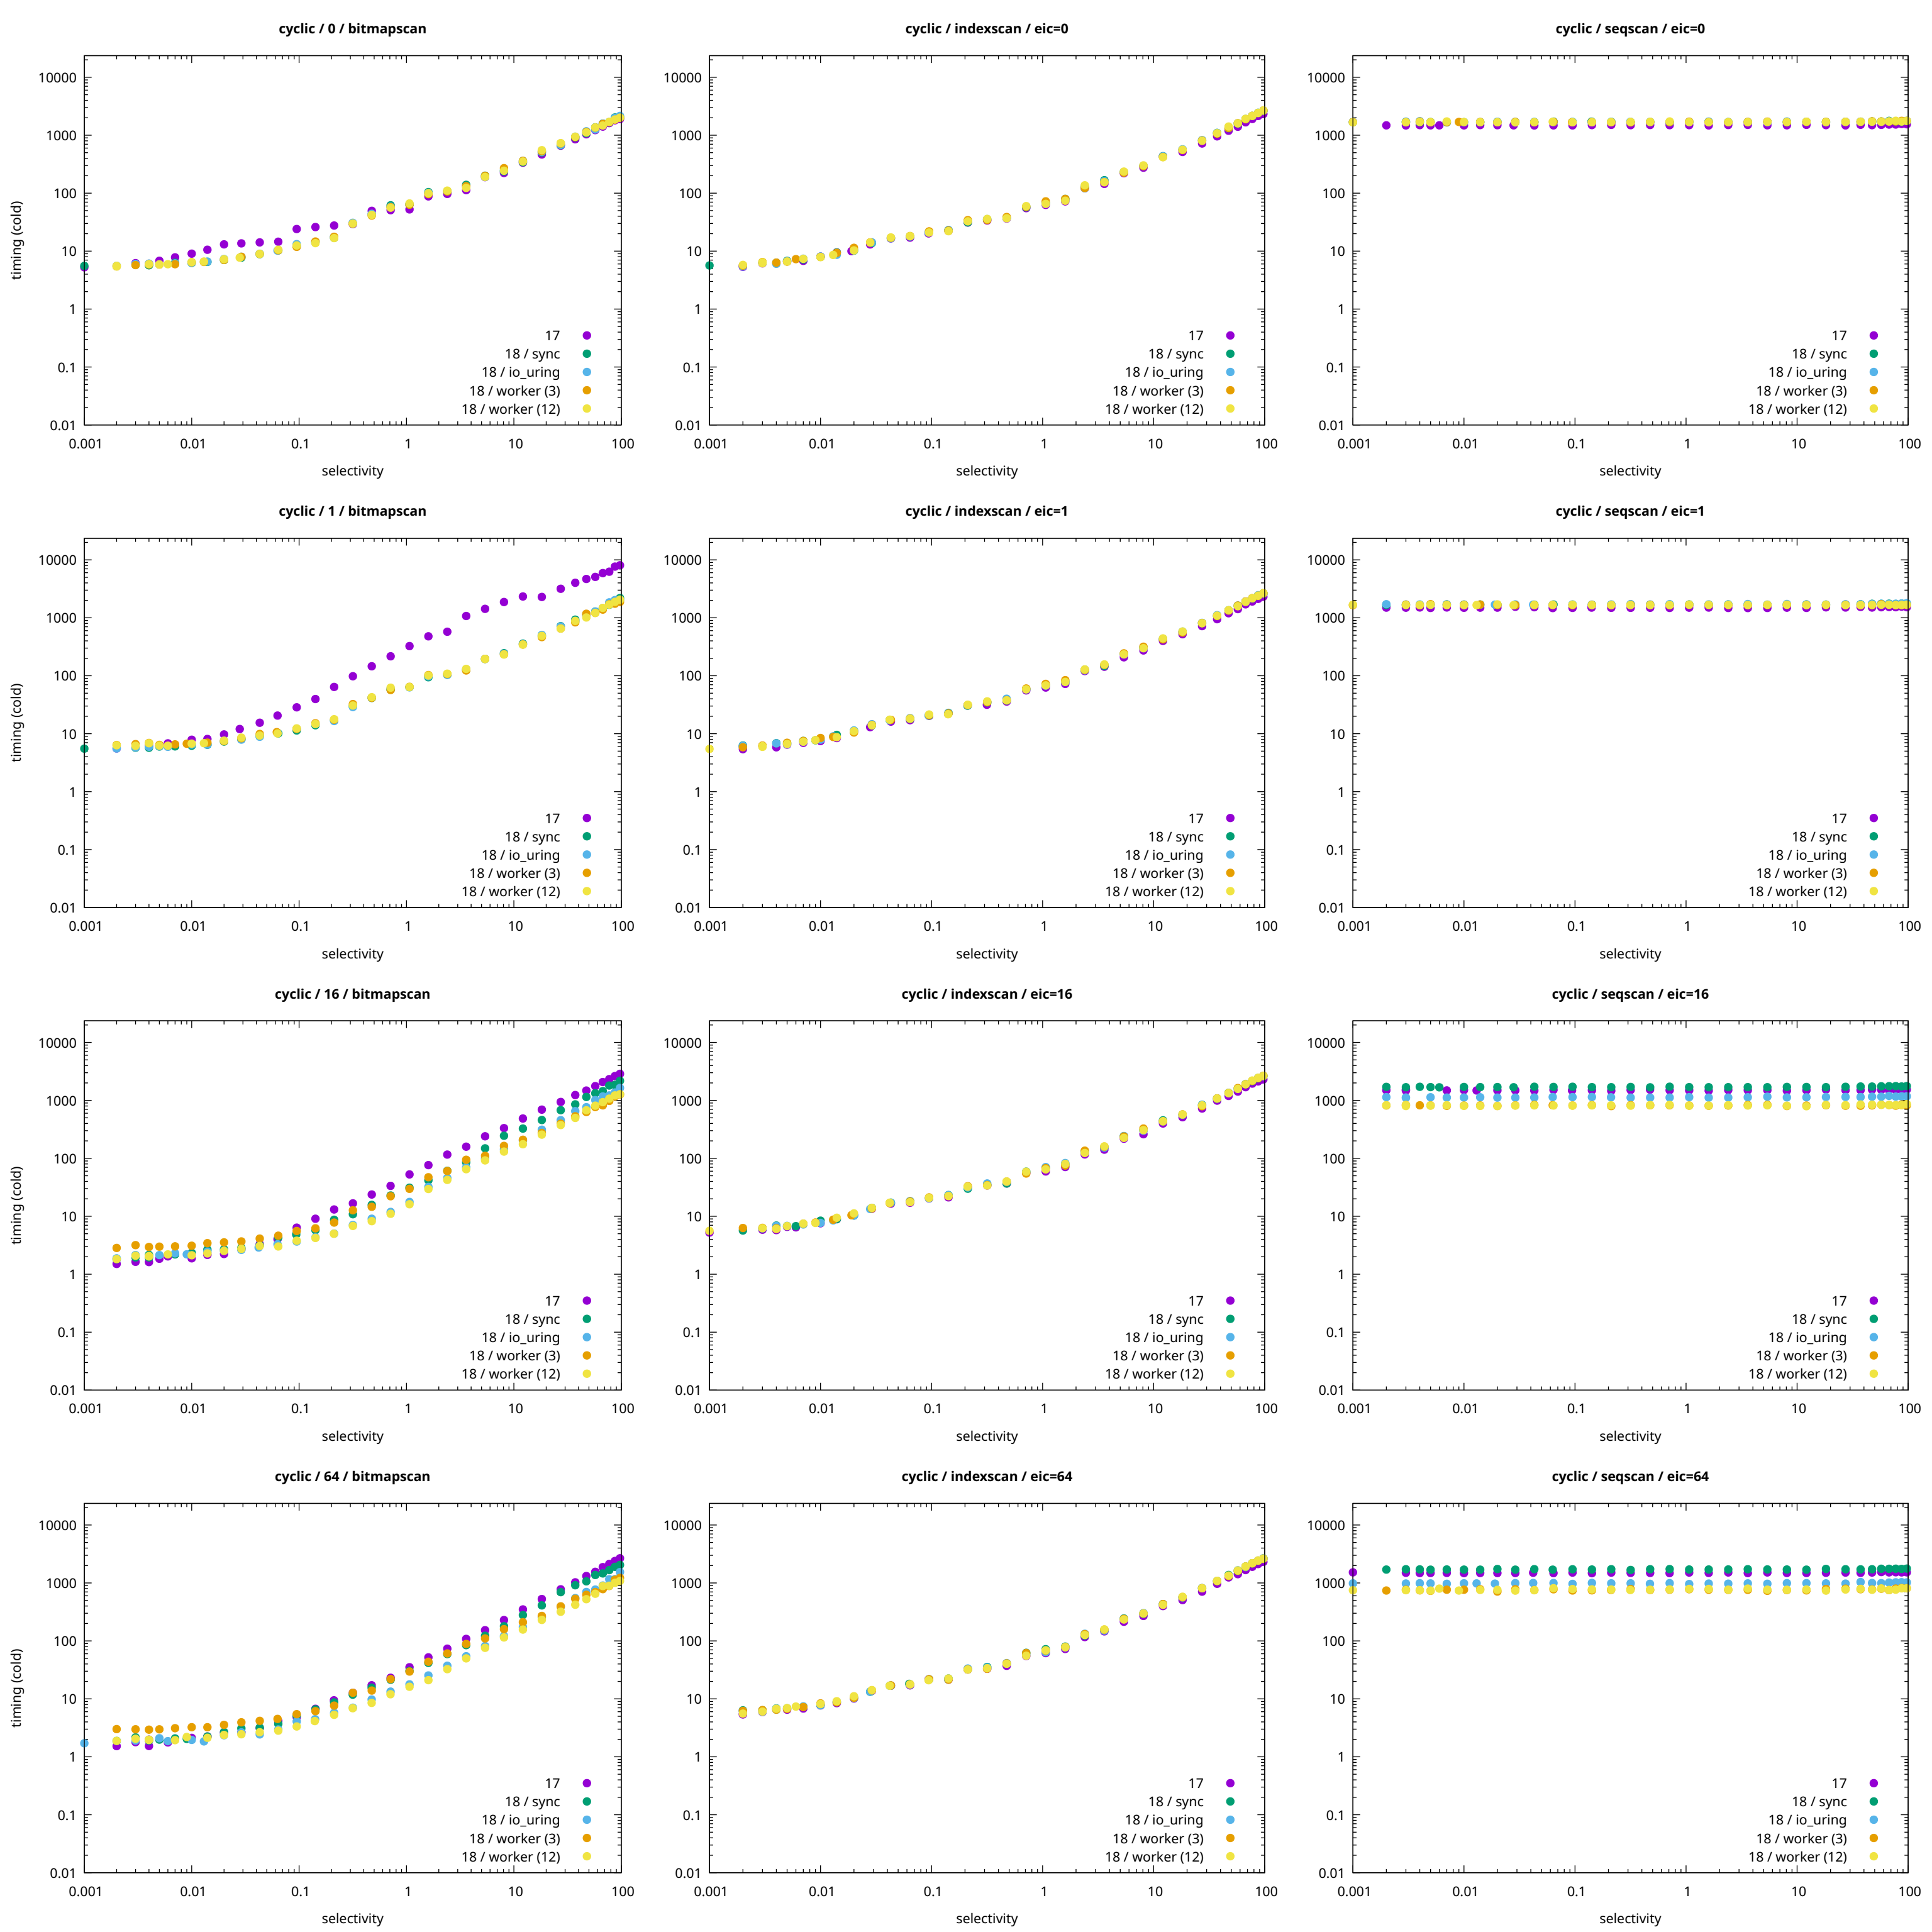 cyclic / 0 / bitmapscan
timing (cold)
10000
1000
100
10
1
0.1
0.01
17
18 / sync
18 / io_uring
18 / worker (3)
18 / worker (12)
0.001
0.01
0.1
1
10
100
selectivity
cyclic / indexscan / eic=0
10000
1000
100
10
1
0.1
0.01
17
18 / sync
18 / io_uring
18 / worker (3)
18 / worker (12)
0.001
0.01
0.1
1
10
100
selectivity
cyclic / seqscan / eic=0
10000
1000
100
10
1
0.1
0.01
17
18 / sync
18 / io_uring
18 / worker (3)
18 / worker (12)
0.001
0.01
0.1
1
10
100
selectivity
cyclic / 1 / bitmapscan
timing (cold)
10000
1000
100
10
1
0.1
0.01
17
18 / sync
18 / io_uring
18 / worker (3)
18 / worker (12)
0.001
0.01
0.1
1
10
100
selectivity
cyclic / indexscan / eic=1
10000
1000
100
10
1
0.1
0.01
17
18 / sync
18 / io_uring
18 / worker (3)
18 / worker (12)
0.001
0.01
0.1
1
10
100
selectivity
cyclic / seqscan / eic=1
10000
1000
100
10
1
0.1
0.01
17
18 / sync
18 / io_uring
18 / worker (3)
18 / worker (12)
0.001
0.01
0.1
1
10
100
selectivity
cyclic / 16 / bitmapscan
timing (cold)
10000
1000
100
10
1
0.1
0.01
17
18 / sync
18 / io_uring
18 / worker (3)
18 / worker (12)
0.001
0.01
0.1
1
10
100
selectivity
cyclic / indexscan / eic=16
10000
1000
100
10
1
0.1
0.01
17
18 / sync
18 / io_uring
18 / worker (3)
18 / worker (12)
0.001
0.01
0.1
1
10
100
selectivity
cyclic / seqscan / eic=16
10000
1000
100
10
1
0.1
0.01
17
18 / sync
18 / io_uring
18 / worker (3)
18 / worker (12)
0.001
0.01
0.1
1
10
100
selectivity
cyclic / 64 / bitmapscan
timing (cold)
10000
1000
100
10
1
0.1
0.01
17
18 / sync
18 / io_uring
18 / worker (3)
18 / worker (12)
0.001
0.01
0.1
1
10
100
selectivity
cyclic / indexscan / eic=64
10000
1000
100
10
1
0.1
0.01
17
18 / sync
18 / io_uring
18 / worker (3)
18 / worker (12)
0.001
0.01
0.1
1
10
100
selectivity
cyclic / seqscan / eic=64
10000
1000
100
10
1
0.1
0.01
17
18 / sync
18 / io_uring
18 / worker (3)
18 / worker (12)
0.001
0.01
0.1
1
10
100
selectivity